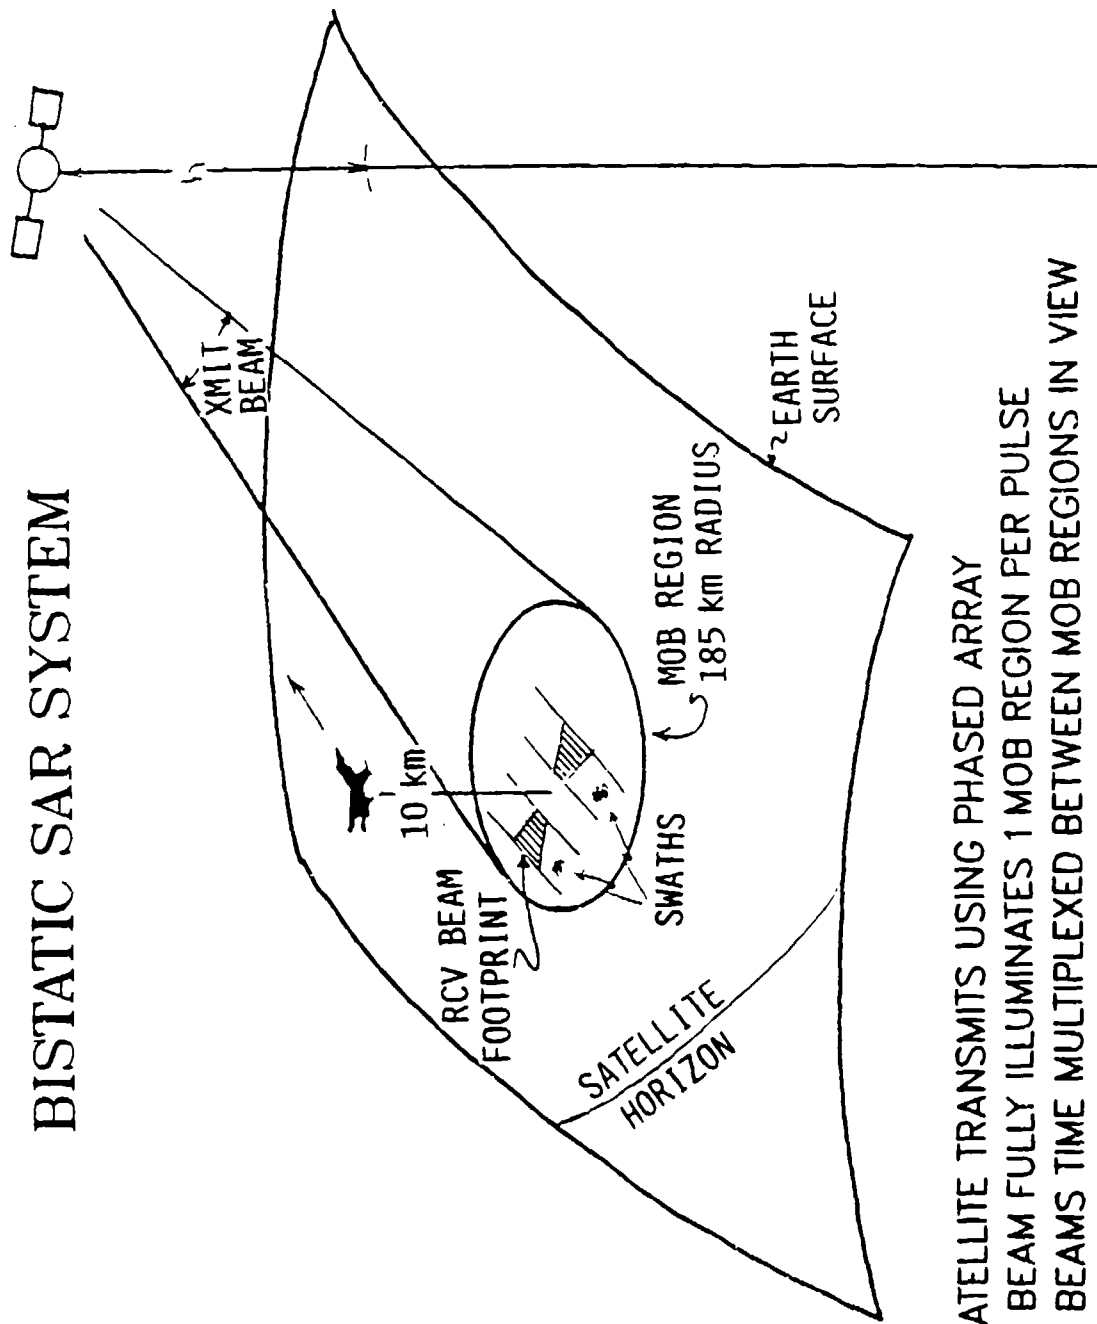 BISTATIC SAR SYSTEM
XMIT
BEAM
10 km
RCV BEAM
FOOTPRINT
SWATHS
MOB REGION
185 km RADIUS
EARTH
SURFACE
SATELLITE
HORIZON
ATELLITE TRANSMITS USING PHASED ARRAY
BEAM FULLY ILLUMINATES 1 MOB REGION PER PULSE
BEAMS TIME MULTIPLEXED BETWEEN MOB REGIONS IN VIEW